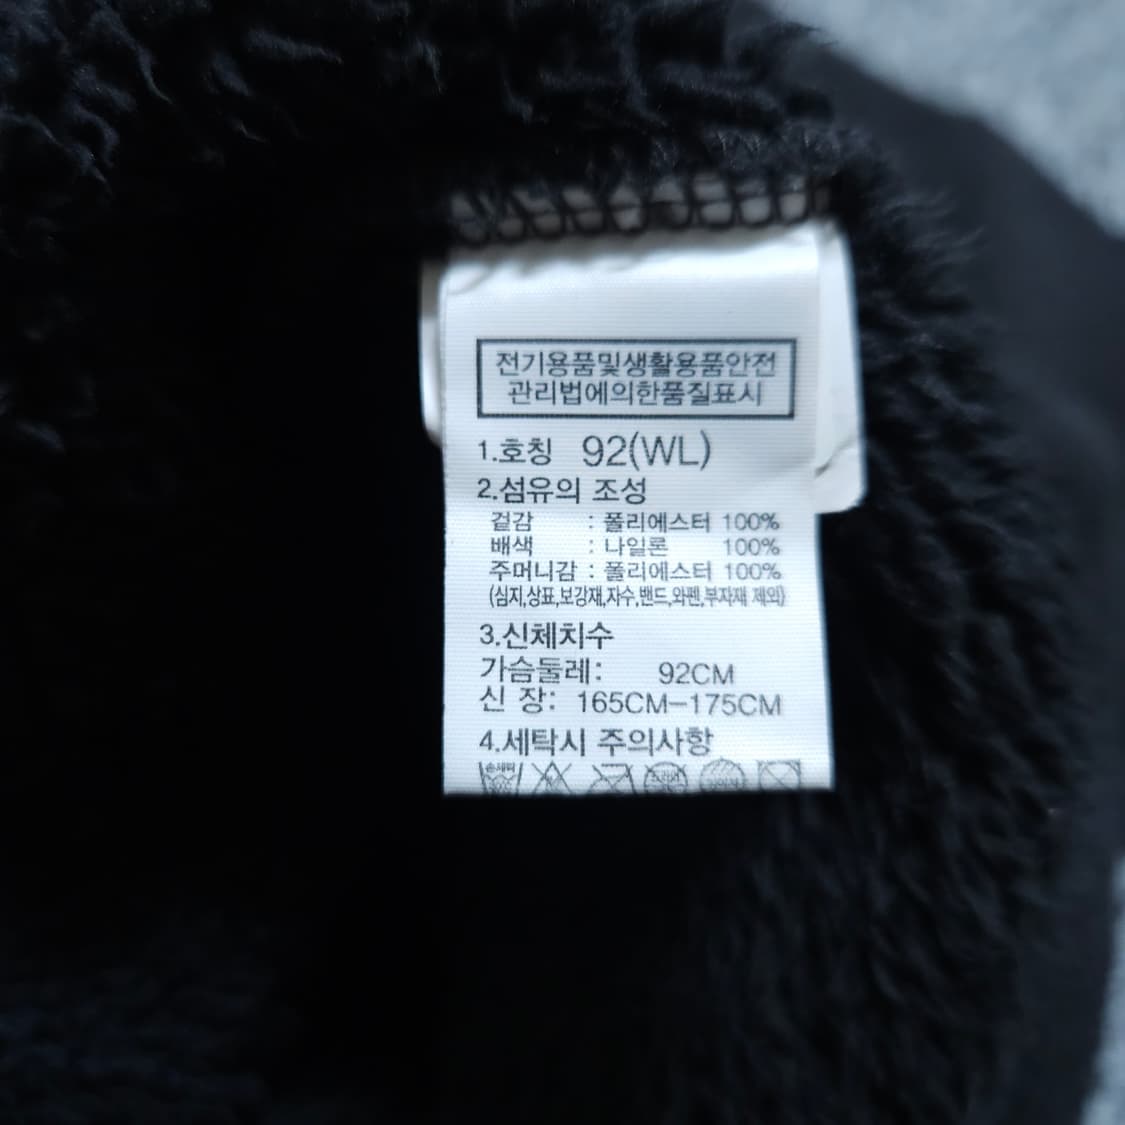 전기용품및생활용품안전
관리법에의한품질표시
1.호칭 92(WL)
2.섬유의 조성
겉감 : 폴리에스터 100%
배색 : 나일론 100%
주머니감 : 폴리에스터 100%
(심지,상표,보강재,자수,밴드,와펜,부자재 제외)
3.신체치수
가슴둘레: 92CM
신 장: 165CM-175CM
4.세탁시 주의사항
손세탁